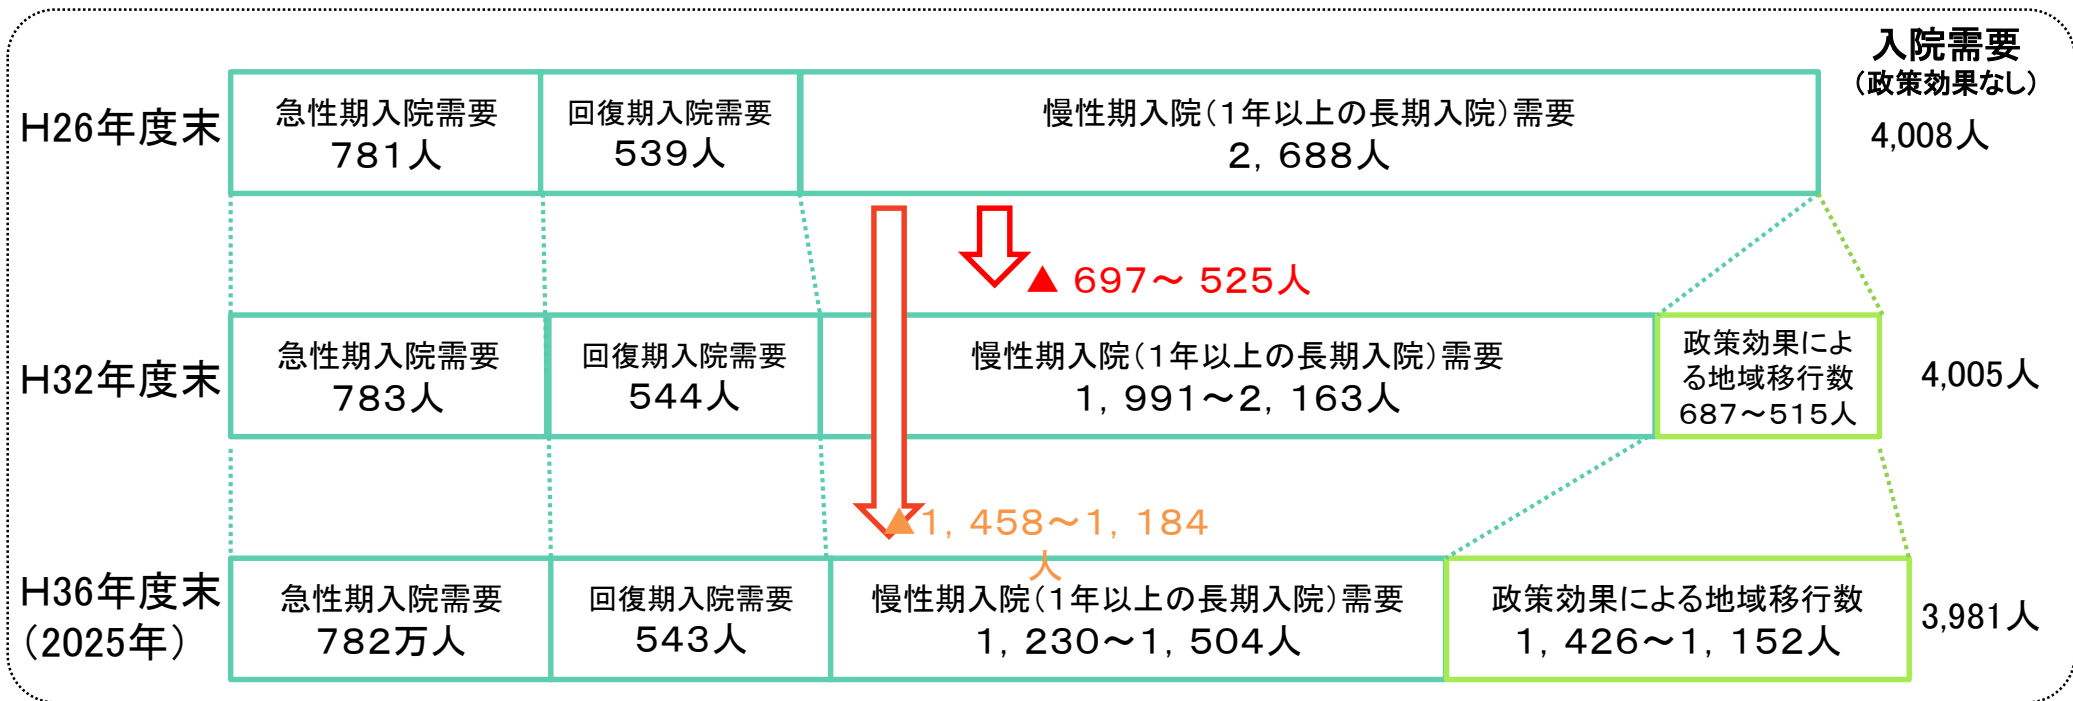 入院需要
（政策効果なし）
H26年度末
急性期入院需要
781人
回復期入院需要
539人
慢性期入院（1年以上の長期入院）需要
2，688人
4,008人
▲ 697～ 525人
H32年度末
急性期入院需要
783人
回復期入院需要
544人
慢性期入院（1年以上の長期入院）需要
1，991～2，163人
政策効果によ
る地域移行数
687～515人
4,005人
▲1，458～1，184
人
H36年度末
（2025年）
急性期入院需要
782万人
回復期入院需要
543人
慢性期入院（1年以上の長期入院）需要
1，230～1，504人
政策効果による地域移行数
1，426～1，152人
3,981人